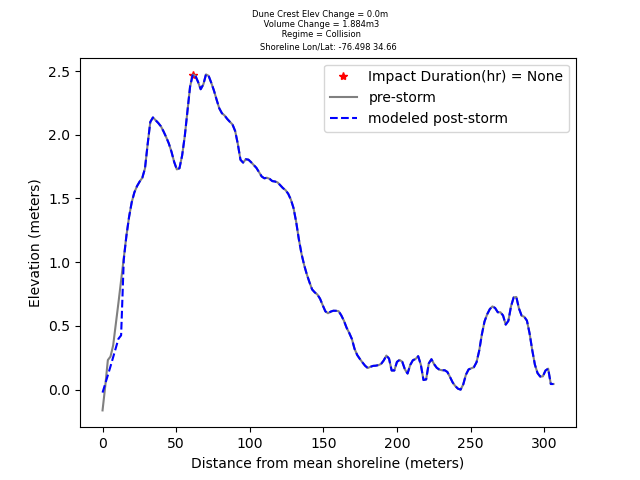 Dune Crest Elev Change = 0.0m
Volume Change = 1.884m3
Regime = Collision
Shoreline Lon/Lat: -76.498 34.66
Impact Duration(hr) = None
pre-storm
modeled post-storm
2.5
2.0
1.5
1.0
0.5
0.0
Elevation (meters)
0 50 100 150 200 250 300
Distance from mean shoreline (meters)